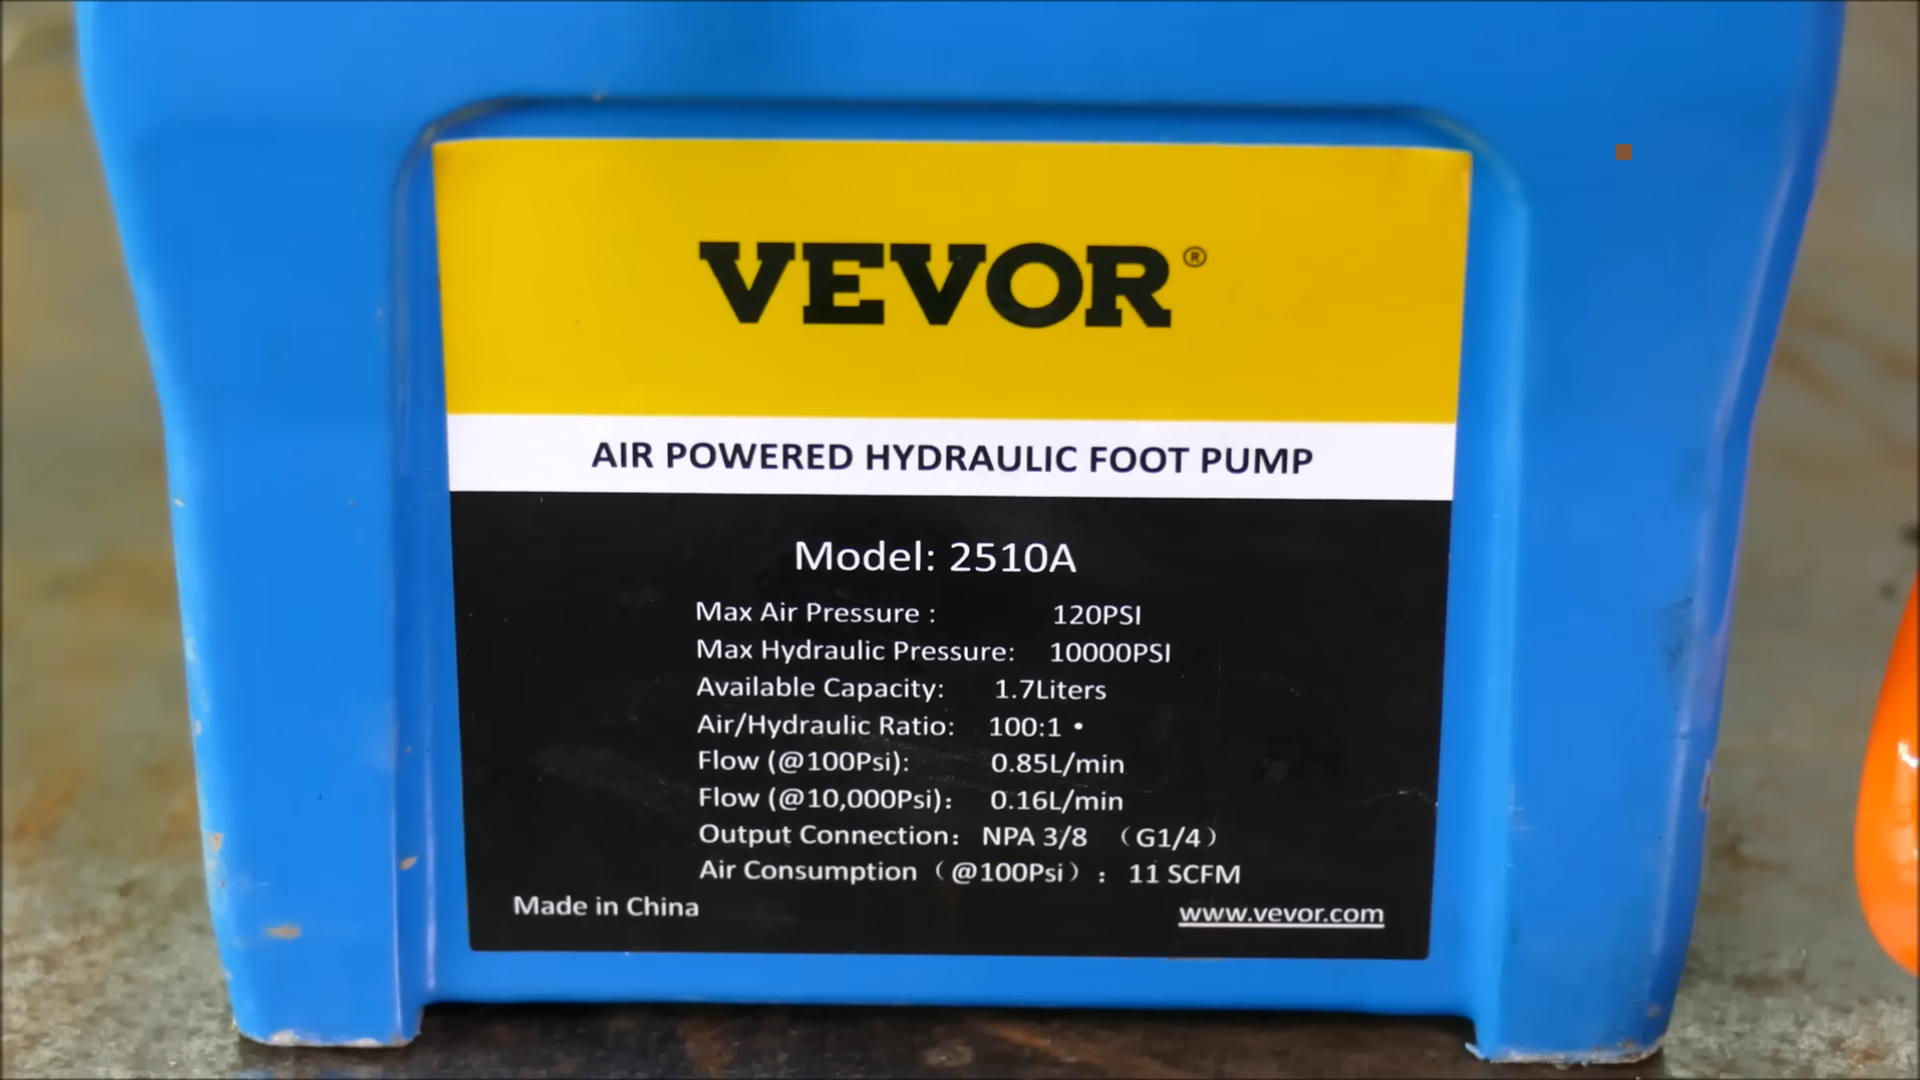 VEVOR®
AIR POWERED HYDRAULIC FOOT PUMP
Model: 2510A
Max Air Pressure : 120PSI
Max Hydraulic Pressure: 10000PSI
Available Capacity: 1.7Liters
Air/Hydraulic Ratio: 100:1 •
Flow (@100Psi): 0.85L/min
Flow (@10,000Psi)： 0.16L/min
Output Connection： NPA 3/8 （G1/4）
Air Consumption（@100Psi）：11 SCFM
Made in China
www.vevor.com